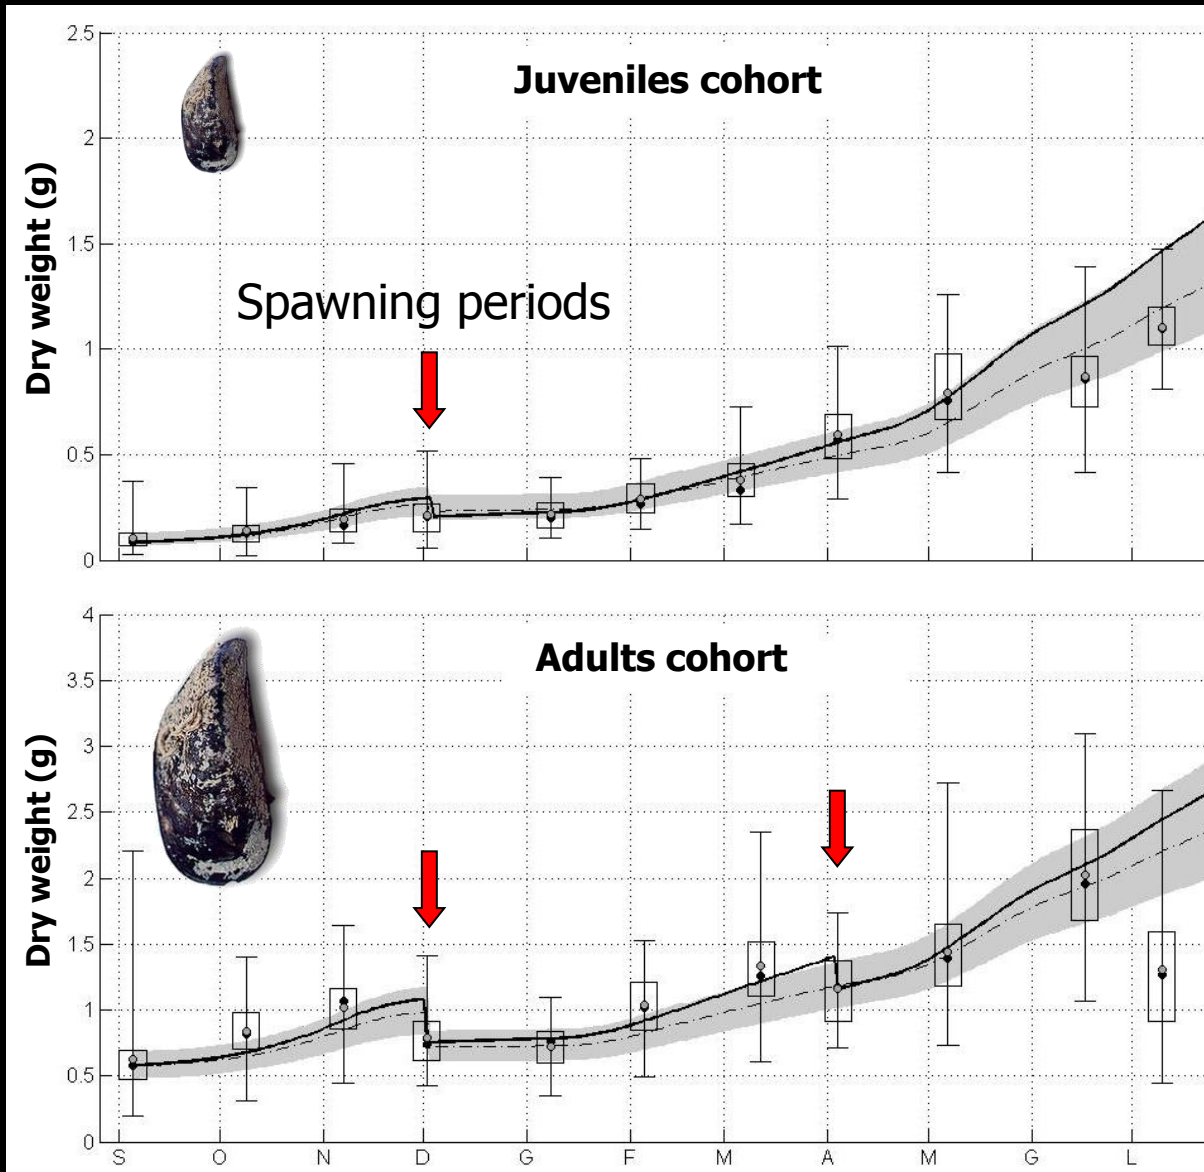 2.5
Juveniles cohort
2
Dry weight (g)
1.5
Spawning periods
1
0.5
0
4
Adults cohort
3.5
3
Dry weight (g)
2.5
2
1.5
1
0.5
0
S O N D G F M A M G L